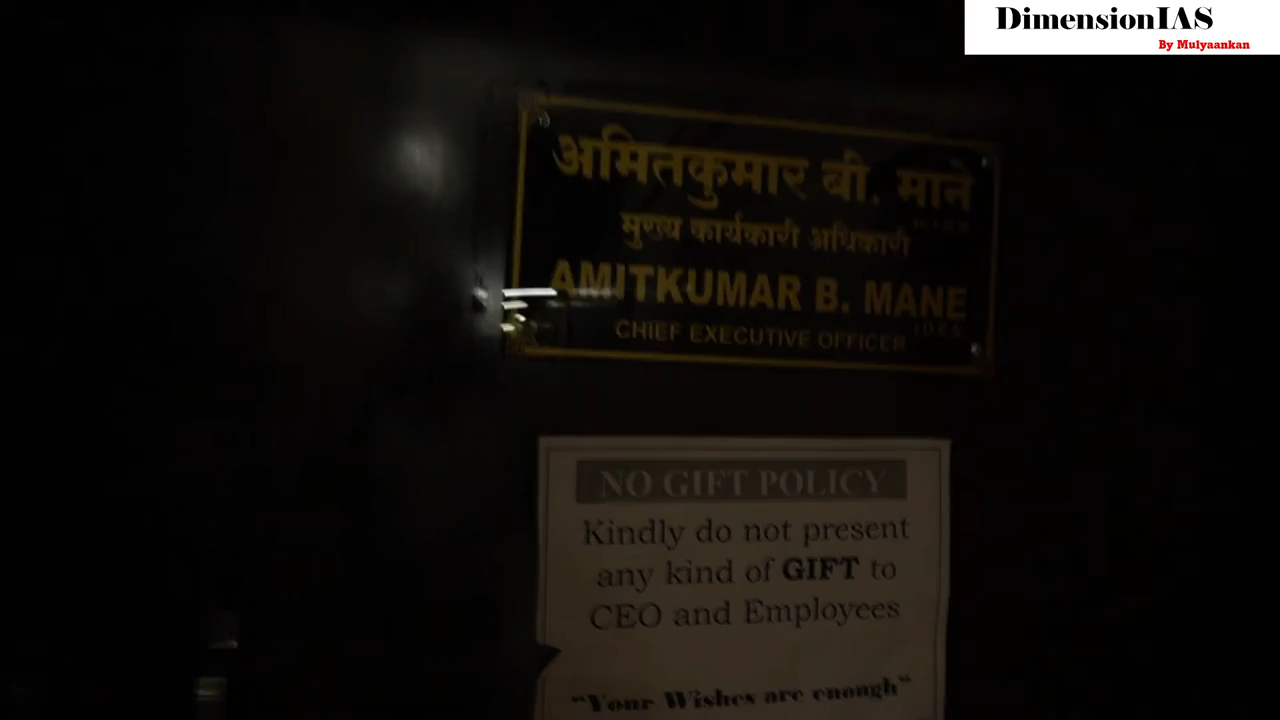 DimensionIAS
By Mulyaankan
अमितकुमार बी. माने
मुख्य कार्यकारी अधिकारी
AMITKUMAR B. MANE
CHIEF EXECUTIVE OFFICER
NO GIFT POLICY
Kindly do not present
any kind of GIFT to
CEO and Employees
"Your Wishes are enough"